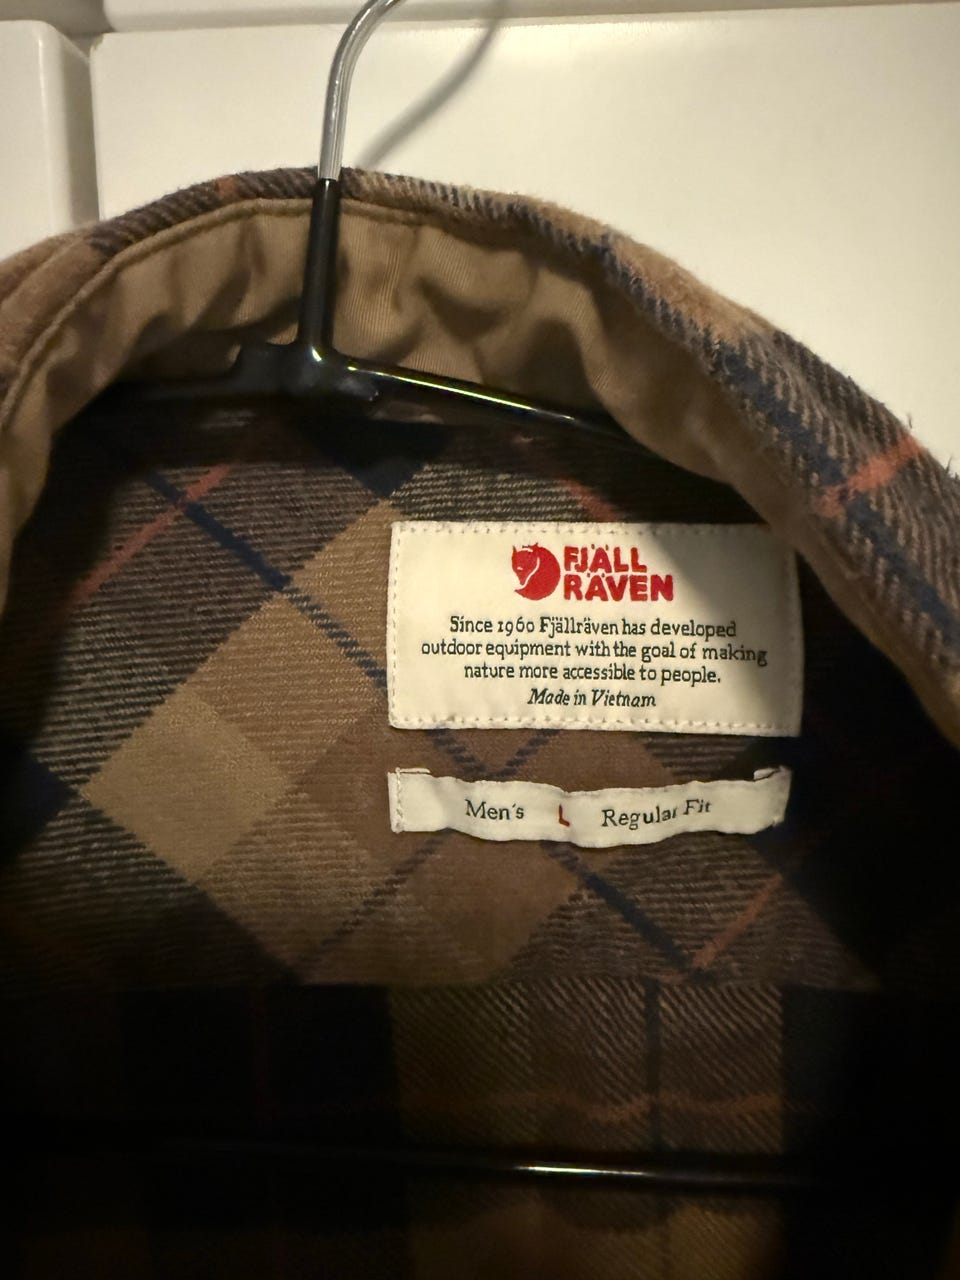 FJÄLL
RÄVEN
Since 1960 Fjällräven has developed
outdoor equipment with the goal of making
nature more accessible to people.
Made in Vietnam
Men's L Regular Fit